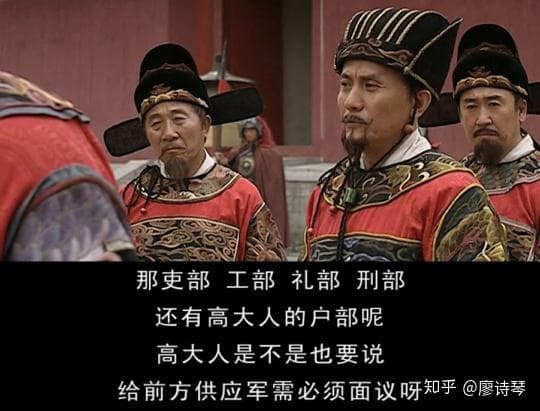 那吏部 工部 礼部 刑部
还有高大人的户部呢
高大人是不是也要说
给前方供应军需必须面议呀
知乎 @廖诗琴